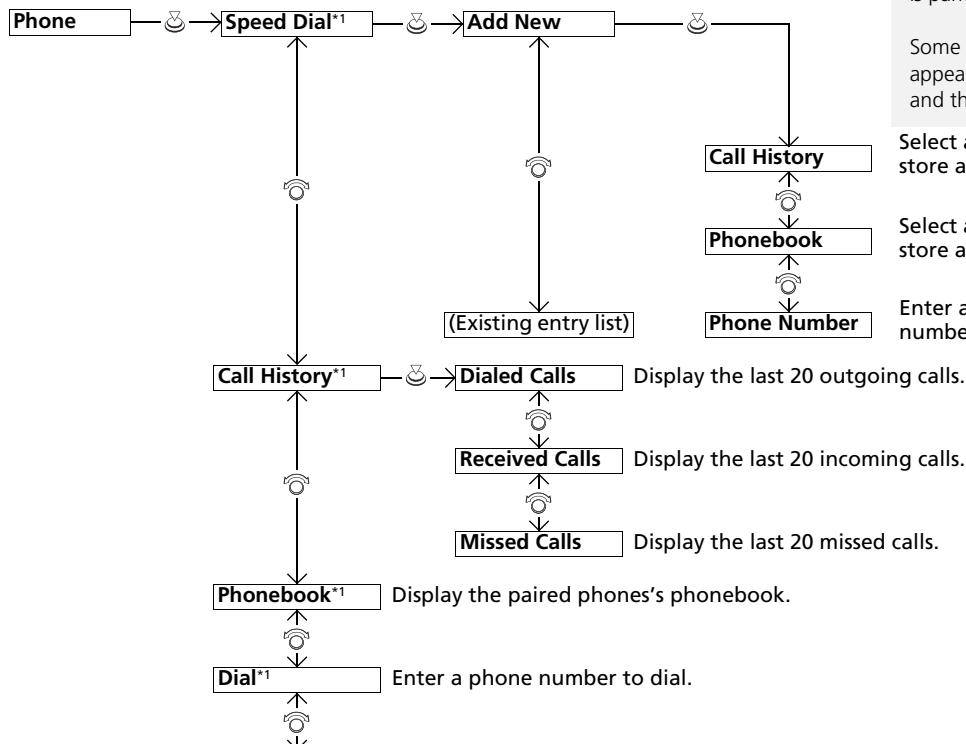 Phone
Speed Dial*1
Add New
Some
appea
and th
Call History
Select a
store a
Phonebook
Select a
store a
(Existing entry list)
Phone Number
Enter a
numbe
Call History*1
Dialed Calls
Display the last 20 outgoing calls.
Received Calls
Display the last 20 incoming calls.
Missed Calls
Display the last 20 missed calls.
Phonebook*1
Display the paired phones's phonebook.
Dial*1
Enter a phone number to dial.